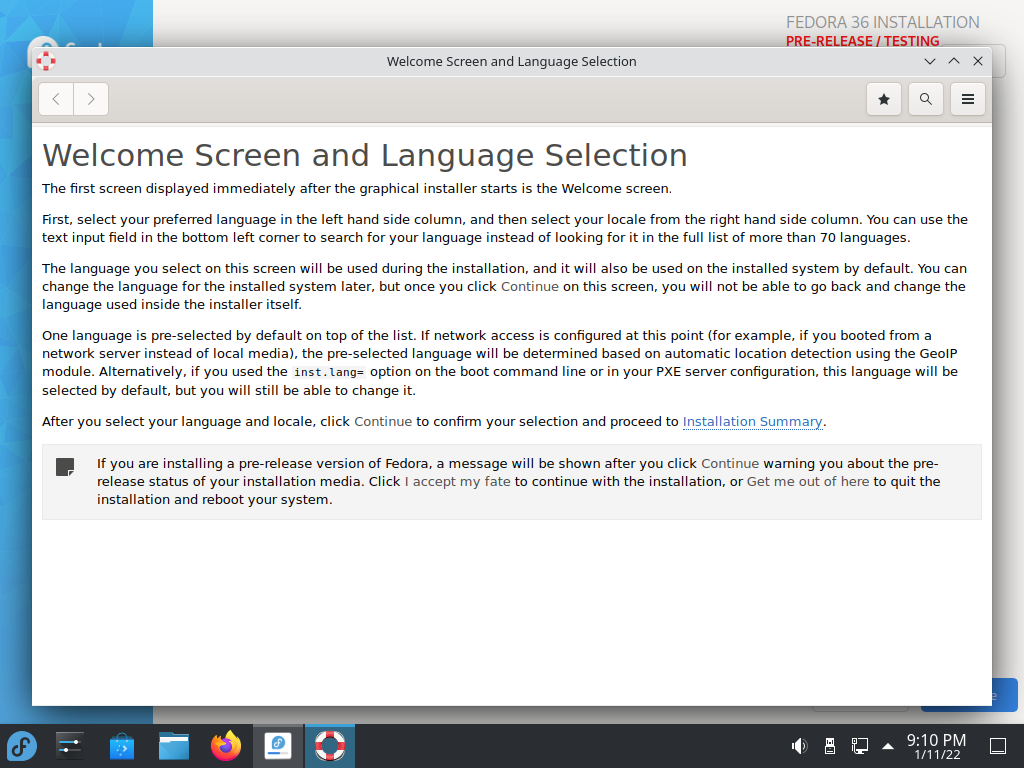 FEDORA 36 INSTALLATION
PRE-RELEASE / TESTING
Welcome Screen and Language Selection
Welcome Screen and Language Selection
The first screen displayed immediately after the graphical installer starts is the Welcome screen.
First, select your preferred language in the left hand side column, and then select your locale from the right hand side column. You can use the
text input field in the bottom left corner to search for your language instead of looking for it in the full list of more than 70 languages.
The language you select on this screen will be used during the installation, and it will also be used on the installed system by default. You can
change the language for the installed system later, but once you click Continue on this screen, you will not be able to go back and change the
language used inside the installer itself.
One language is pre-selected by default on top of the list. If network access is configured at this point (for example, if you booted from a
network server instead of local media), the pre-selected language will be determined based on automatic location detection using the GeoIP
module. Alternatively, if you used the inst.lang= option on the boot command line or in your PXE server configuration, this language will be
selected by default, but you will still be able to change it.
After you select your language and locale, click Continue to confirm your selection and proceed to Installation Summary.
If you are installing a pre-release version of Fedora, a message will be shown after you click Continue warning you about the pre-
release status of your installation media. Click I accept my fate to continue with the installation, or Get me out of here to quit the
installation and reboot your system.
9:10 PM
1/11/22